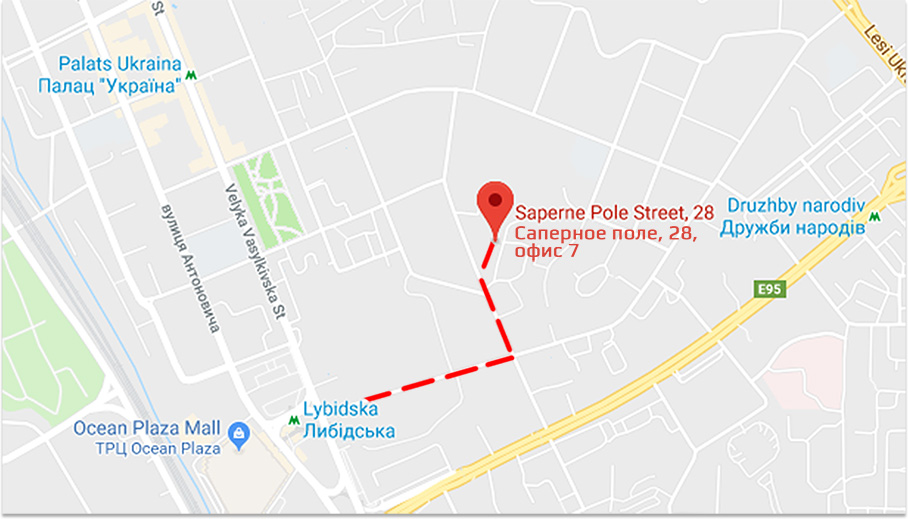 St
Lesi Ukr
Palats Ukraina
Палац "Україна"
Saperne Pole Street, 28
Саперное поле, 28,
офис 7
Druzhby narodiv
Дружби народів
вулиця Антоновича
Velyka Vasylkivska St
E95
Lybidska
Либідська
Ocean Plaza Mall
ТРЦ Ocean Plaza